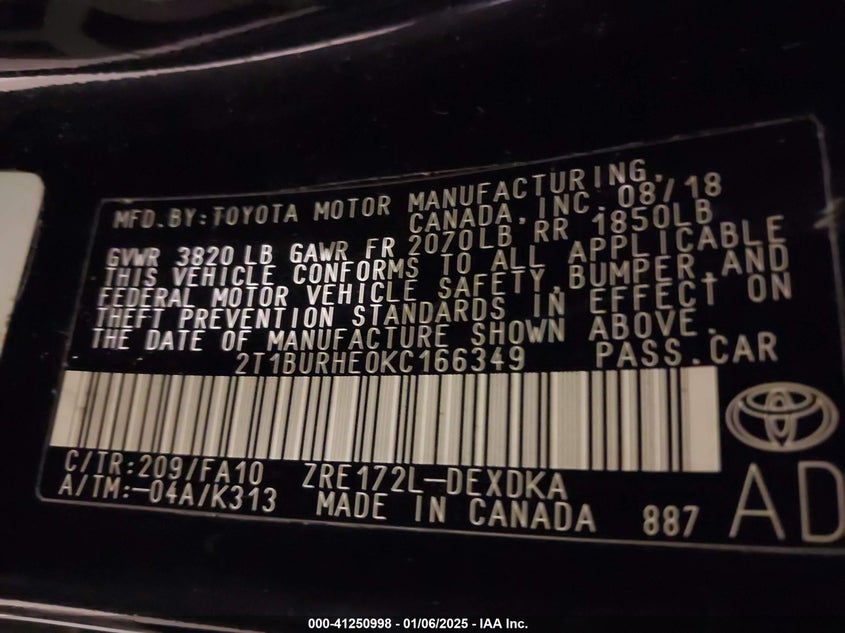 MFD. BY: TOYOTA MOTOR MANUFACTURING,
CANADA, INC. 08/18
GVWR 3820 LB GAWR FR 2070LB RR 1850LB
THIS VEHICLE CONFORMS TO ALL APPLICABLE
FEDERAL MOTOR VEHICLE SAFETY, BUMPER, AND
THEFT PREVENTION STANDARDS IN EFFECT ON
THE DATE OF MANUFACTURE SHOWN ABOVE.
2T1BURHE0KC166349 PASS. CAR
C/TR: 209/FA10 ZRE172L-DEXDKA
A/TM: -04A/K313 MADE IN CANADA 887
AD
000-41250998 - 01/06/2025 - IAA Inc.